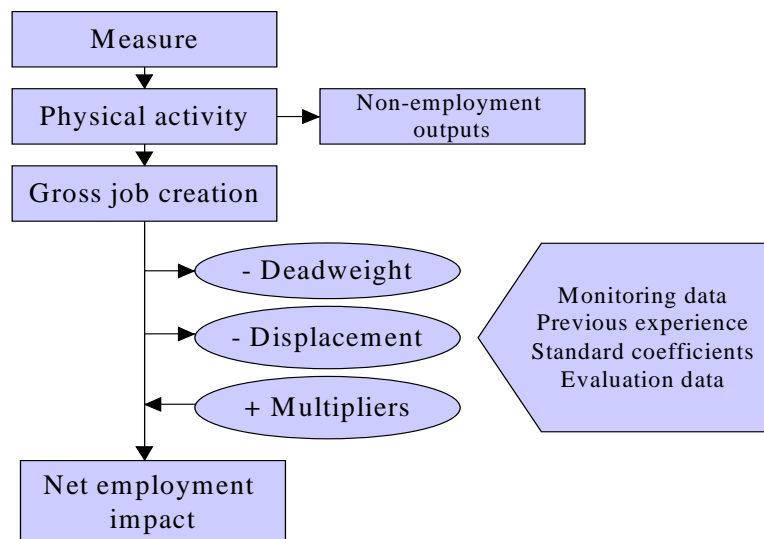 Measure
Physical activity
Non-employment
outputs
Gross job creation
- Deadweight
- Displacement
+ Multipliers
Monitoring data
Previous experience
Standard coefficients
Evaluation data
Net employment
impact